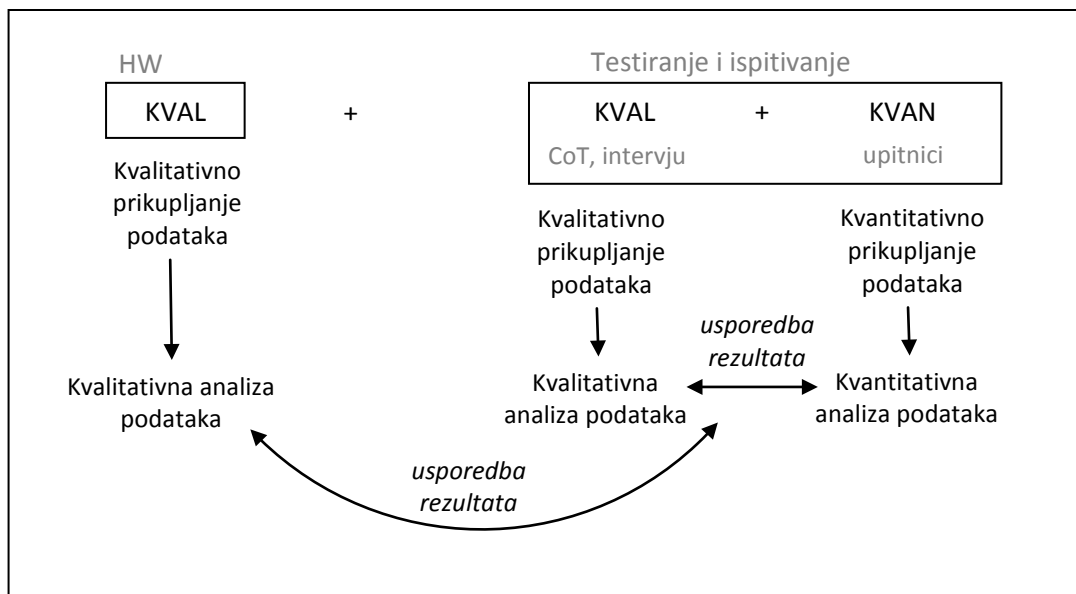 HW
KVAL
Kvalitativno
prikupljanje
podataka
Kvalitativna analiza
podataka
+
Testiranje i ispitivanje
KVAL + KVAN
CoT, intervju upitnici
Kvalitativno
prikupljanje
podataka
Kvantitativno
prikupljanje
podataka
usporedba
rezultata
Kvalitativna
analiza podataka
Kvantitativna
analiza podataka
usporedba
rezultata